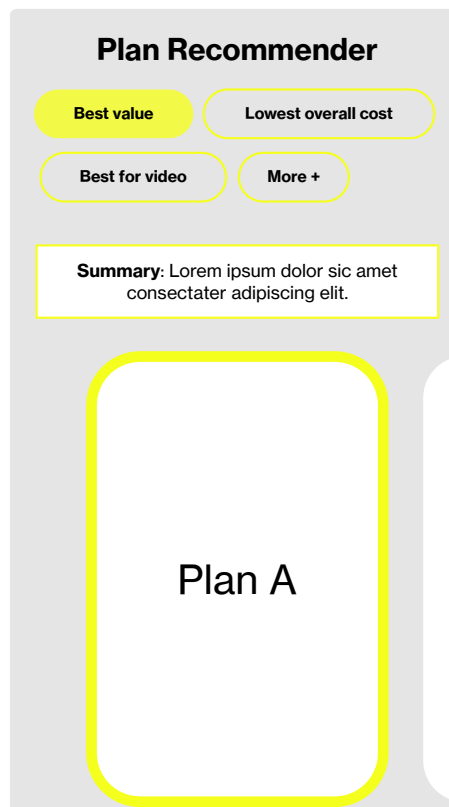 Plan Recommender
Best value
Lowest overall cost
Best for video
More +
Summary: Lorem ipsum dolor sic amet
consectater adipiscing elit.
Plan A